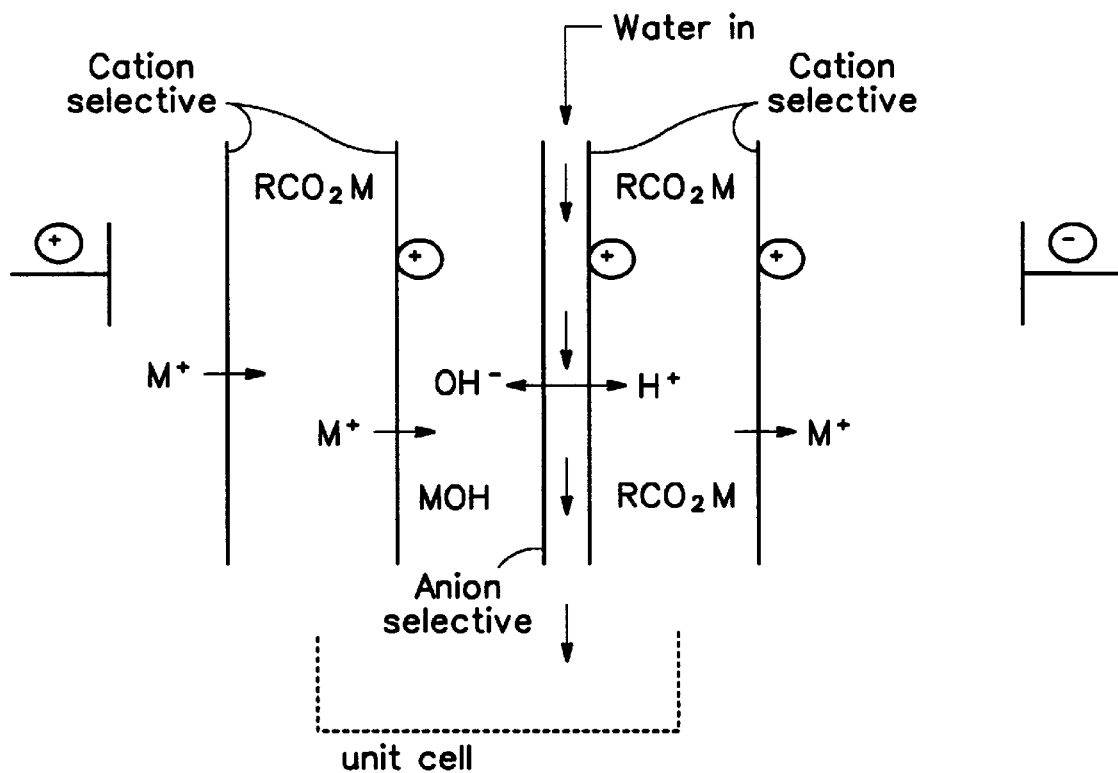 Water in
Cation
selective
Cation
selective
RCO₂M
RCO₂M
+
+
+
+
-
M⁺
OH⁻
H⁺
M⁺
M⁺
MOH
RCO₂M
Anion
selective
unit cell